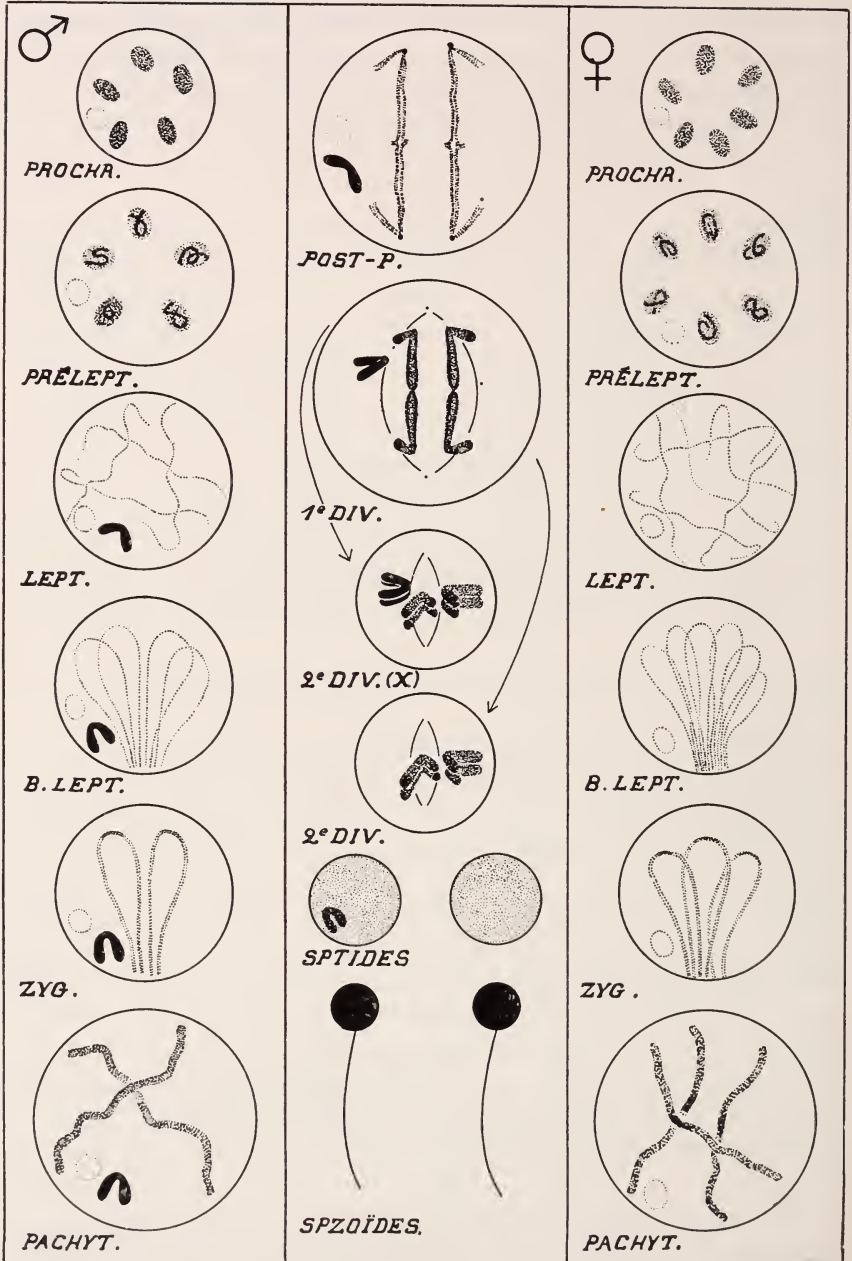 ♂
PROCHR.
PRÉLEPT.
LEPT.
B. LEPT.
ZYG.
PACHYT.
POST-P.
1ᵉ DIV.
2ᵉ DIV. (X)
2ᵉ DIV.
SPTIDES
SPZOÏDES.
♀
PROCHR.
PRÉLEPT.
LEPT.
B. LEPT.
ZYG.
PACHYT.